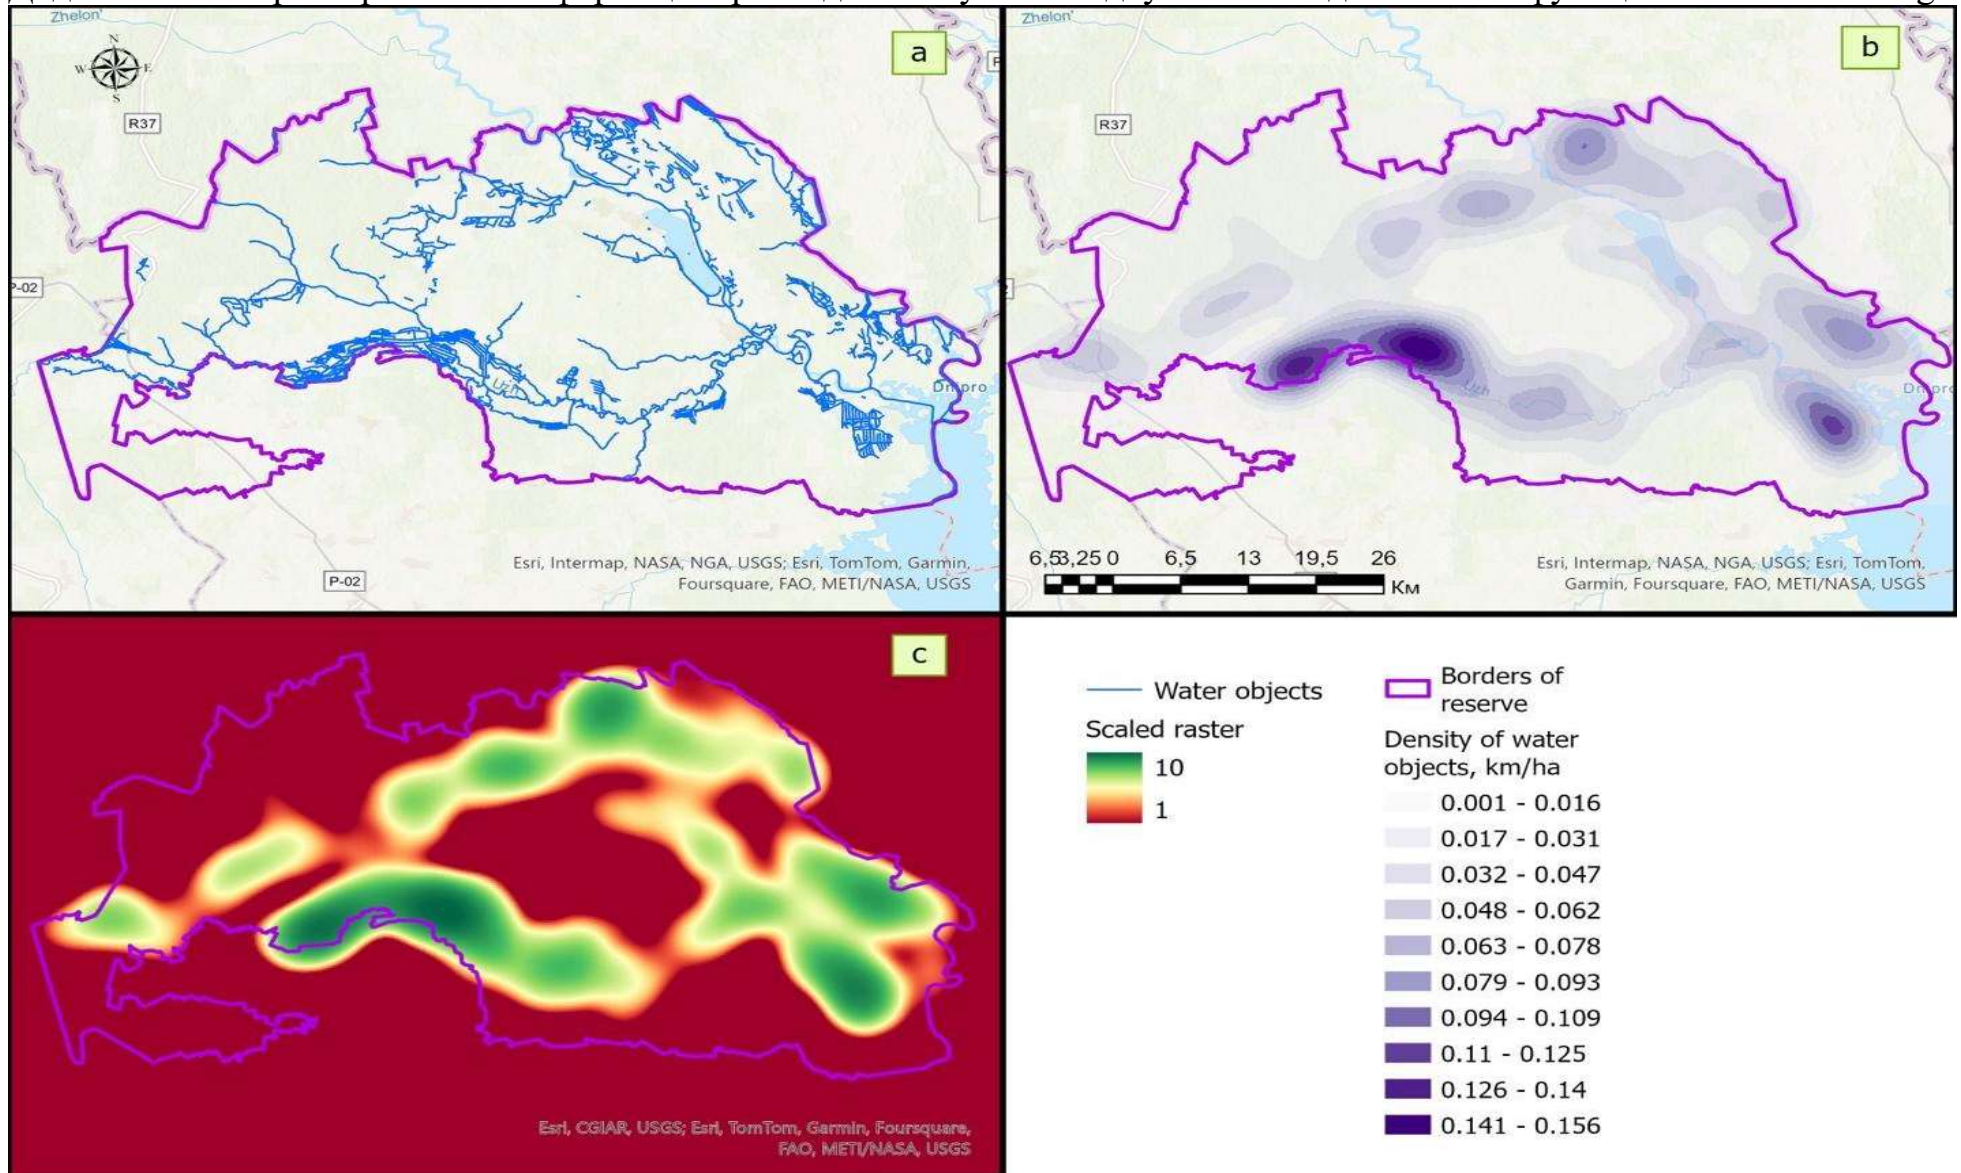 Zhelon'
N
W E
S
a
R37
P-02
Uzh
Dnipro
Esri, Intermap, NASA, NGA, USGS; Esri, TomTom, Garmin,
Foursquare, FAO, METI/NASA, USGS
P-02
Zhelon'
b
R37
Uzh
6,53,25 0 6,5 13 19,5 26
Км
Esri, Intermap, NASA, NGA, USGS; Esri, TomTom,
Garmin, Foursquare, FAO, METI/NASA, USGS
c
Esri, CGIAR, USGS; Esri, TomTom, Garmin, Foursquare,
FAO, METI/NASA, USGS
Water objects
Scaled raster
10
1
Borders of
reserve
Density of water
objects, km/ha
0.001 - 0.016
0.017 - 0.031
0.032 - 0.047
0.048 - 0.062
0.063 - 0.078
0.079 - 0.093
0.094 - 0.109
0.11 - 0.125
0.126 - 0.14
0.141 - 0.156